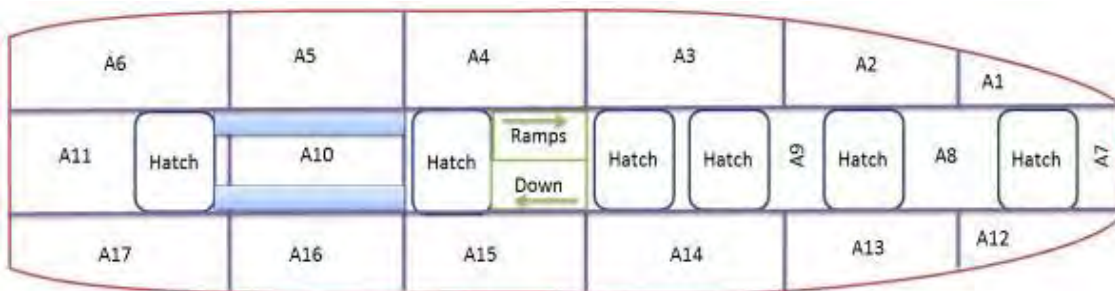 A6 A5 A4 A3 A2 A1
Ramps
A11 Hatch A10 Hatch Hatch Hatch A9 Hatch A8 Hatch A7
Down
A17 A16 A15 A14 A13 A12